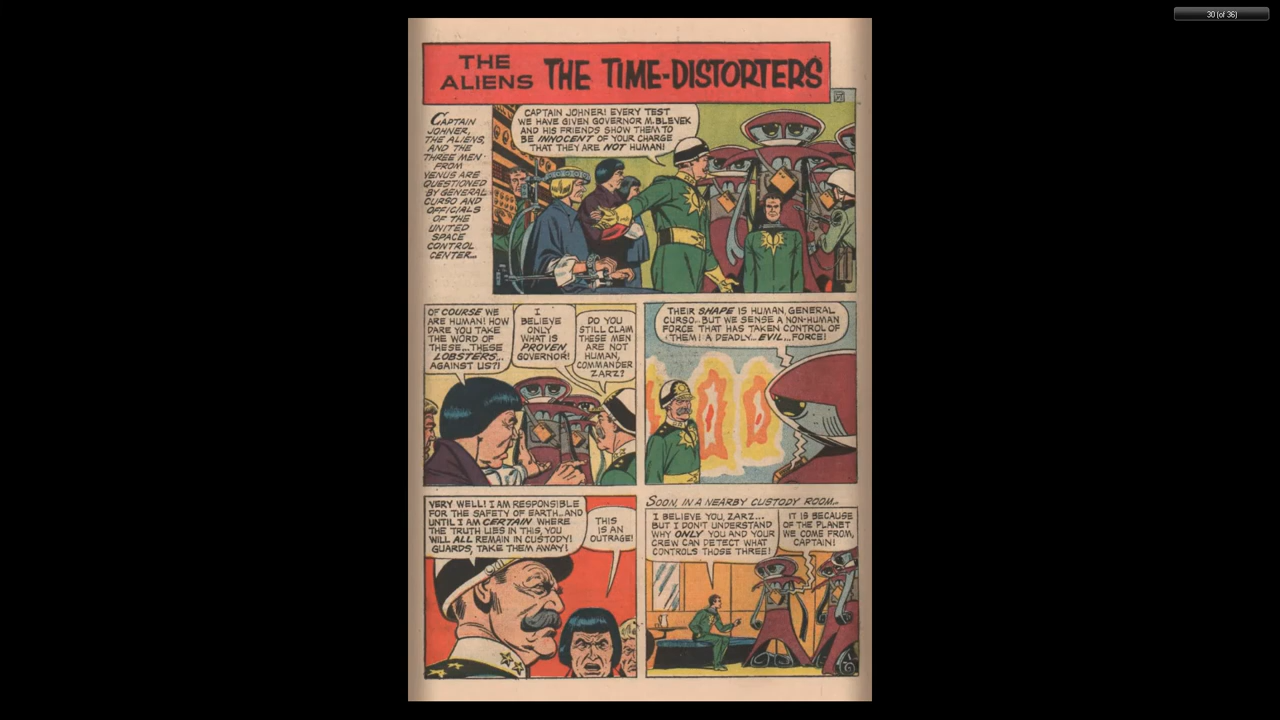 30 (of 36)
THE
ALIENS
THE TIME-DISTORTERS
CAPTAIN
JOHNER,
THE ALIENS,
AND THE
THREE MEN
FROM
VENUS ARE
QUESTIONED
BY GENERAL
CURSO AND
OFFICIALS
OF THE
UNITED
SPACE
CONTROL
CENTER...
CAPTAIN JOHNER! EVERY TEST
WE HAVE GIVEN GOVERNOR M.BLEVEK
AND HIS FRIENDS SHOW THEM TO
BE INNOCENT OF YOUR CHARGE
THAT THEY ARE NOT HUMAN!
OF COURSE WE
ARE HUMAN! HOW
DARE YOU TAKE
THE WORD OF
THESE...THESE
LOBSTERS...
AGAINST US?!
I
BELIEVE
ONLY
WHAT IS
PROVEN,
GOVERNOR!
DO YOU
STILL CLAIM
THESE MEN
ARE NOT
HUMAN,
COMMANDER
ZARZ?
THEIR SHAPE IS HUMAN, GENERAL
CURSO...BUT WE SENSE A NON-HUMAN
FORCE THAT HAS TAKEN CONTROL OF
THEM! A DEADLY...EVIL...FORCE!
VERY WELL! I AM RESPONSIBLE
FOR THE SAFETY OF EARTH...AND
UNTIL I AM CERTAIN WHERE
THE TRUTH LIES IN THIS, YOU
WILL ALL REMAIN IN CUSTODY!
GUARDS, TAKE THEM AWAY!
THIS
IS AN
OUTRAGE!
SOON, IN A NEARBY CUSTODY ROOM...
I BELIEVE YOU, ZARZ...
BUT I DON'T UNDERSTAND
WHY ONLY YOU AND YOUR
CREW CAN DETECT WHAT
CONTROLS THOSE THREE!
IT IS BECAUSE
OF THE PLANET
WE COME FROM,
CAPTAIN!